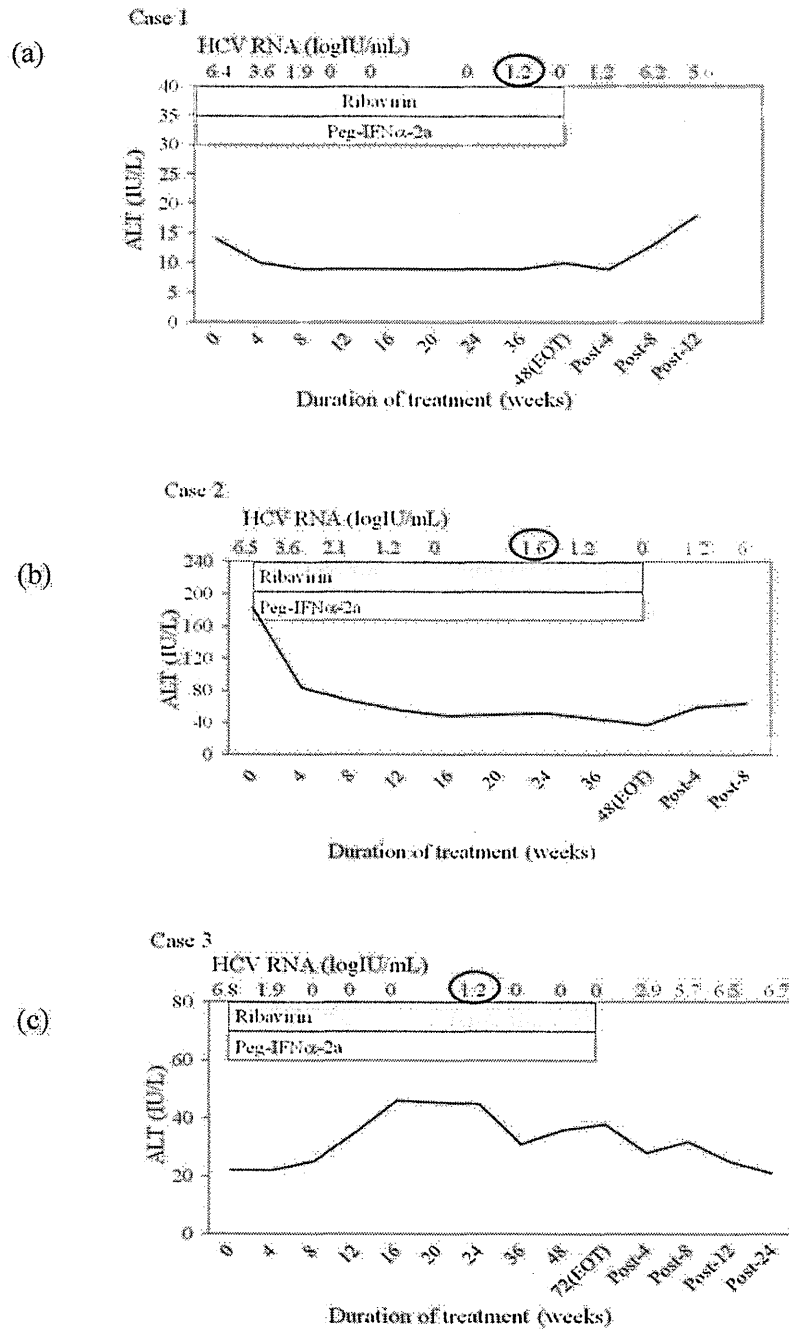 Case 1
(a)
HCV RNA (logIU/mL)
6.4 3.6 1.9 0 0 0 1.2 0 1.2 6.2 5.6
Ribavirin
Peg-IFNα-2a
40
35
30
25
20
15
10
5
0
ALT (IU/L)
0 4 8 12 16 20 24 36 48(EOT) Post-4 Post-8 Post-12
Duration of treatment (weeks)
Case 2
(b)
HCV RNA (logIU/mL)
6.5 3.6 2.1 1.2 0 1.6 1.2 0 1.2 6
Ribavirin
Peg-IFNα-2a
240
200
160
120
80
40
0
ALT (IU/L)
0 4 8 12 16 20 24 36 48(EOT) Post-4 Post-8
Duration of treatment (weeks)
Case 3
(c)
HCV RNA (logIU/mL)
6.8 1.9 0 0 0 1.2 0 0 0 2.9 5.7 6.7
Ribavirin
Peg-IFNα-2a
80
60
40
20
0
ALT (IU/L)
0 4 8 12 16 20 24 36 48 72(EOT) Post-4 Post-8 Post-12 Post-24
Duration of treatment (weeks)